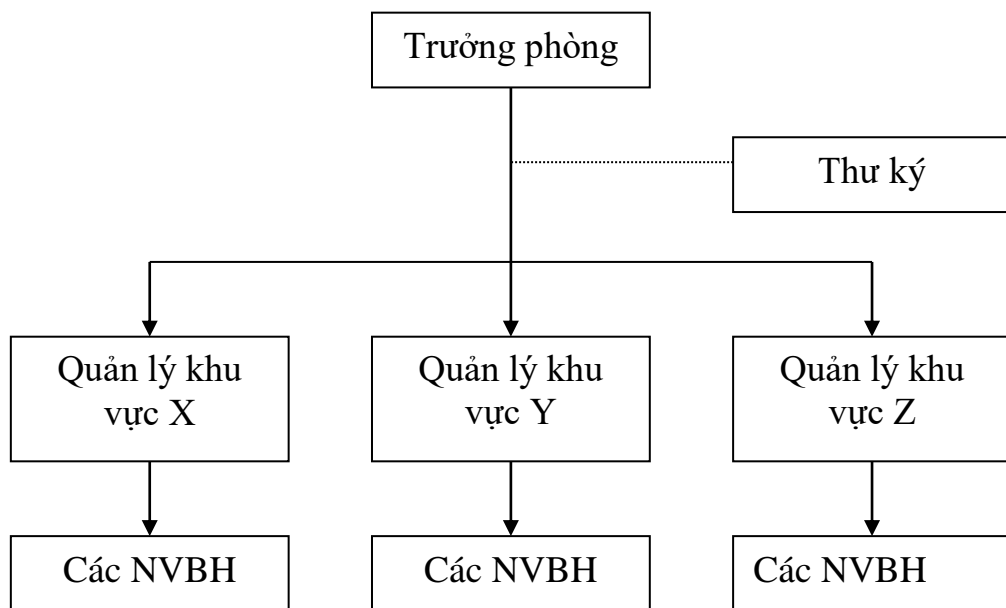 Trưởng phòng
Thư ký
Quản lý khu
vực X
Quản lý khu
vực Y
Quản lý khu
vực Z
Các NVBH
Các NVBH
Các NVBH